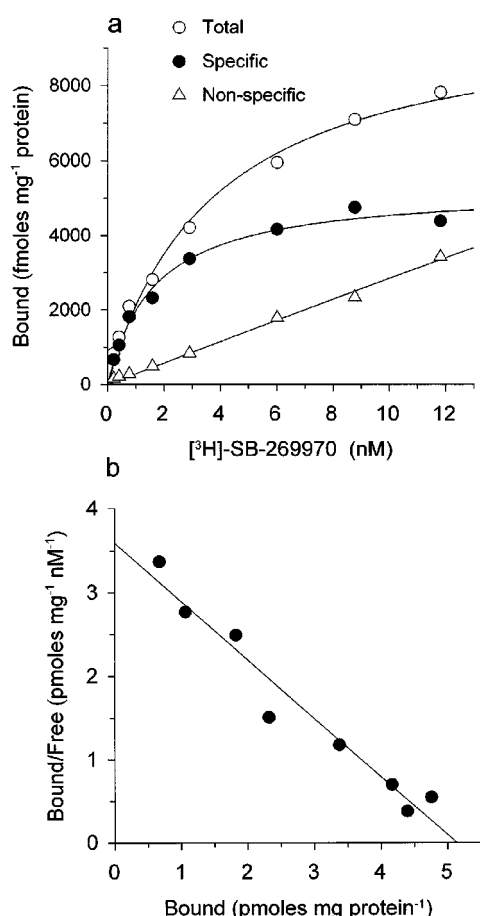 a
Total
Specific
Non-specific
Bound (fmoles mg⁻¹ protein)
8000
6000
4000
2000
0
0 2 4 6 8 10 12
[³H]-SB-269970 (nM)
b
Bound/Free (pmoles mg⁻¹ nM⁻¹)
4
3
2
1
0
0 1 2 3 4 5
Bound (pmoles mg protein⁻¹)